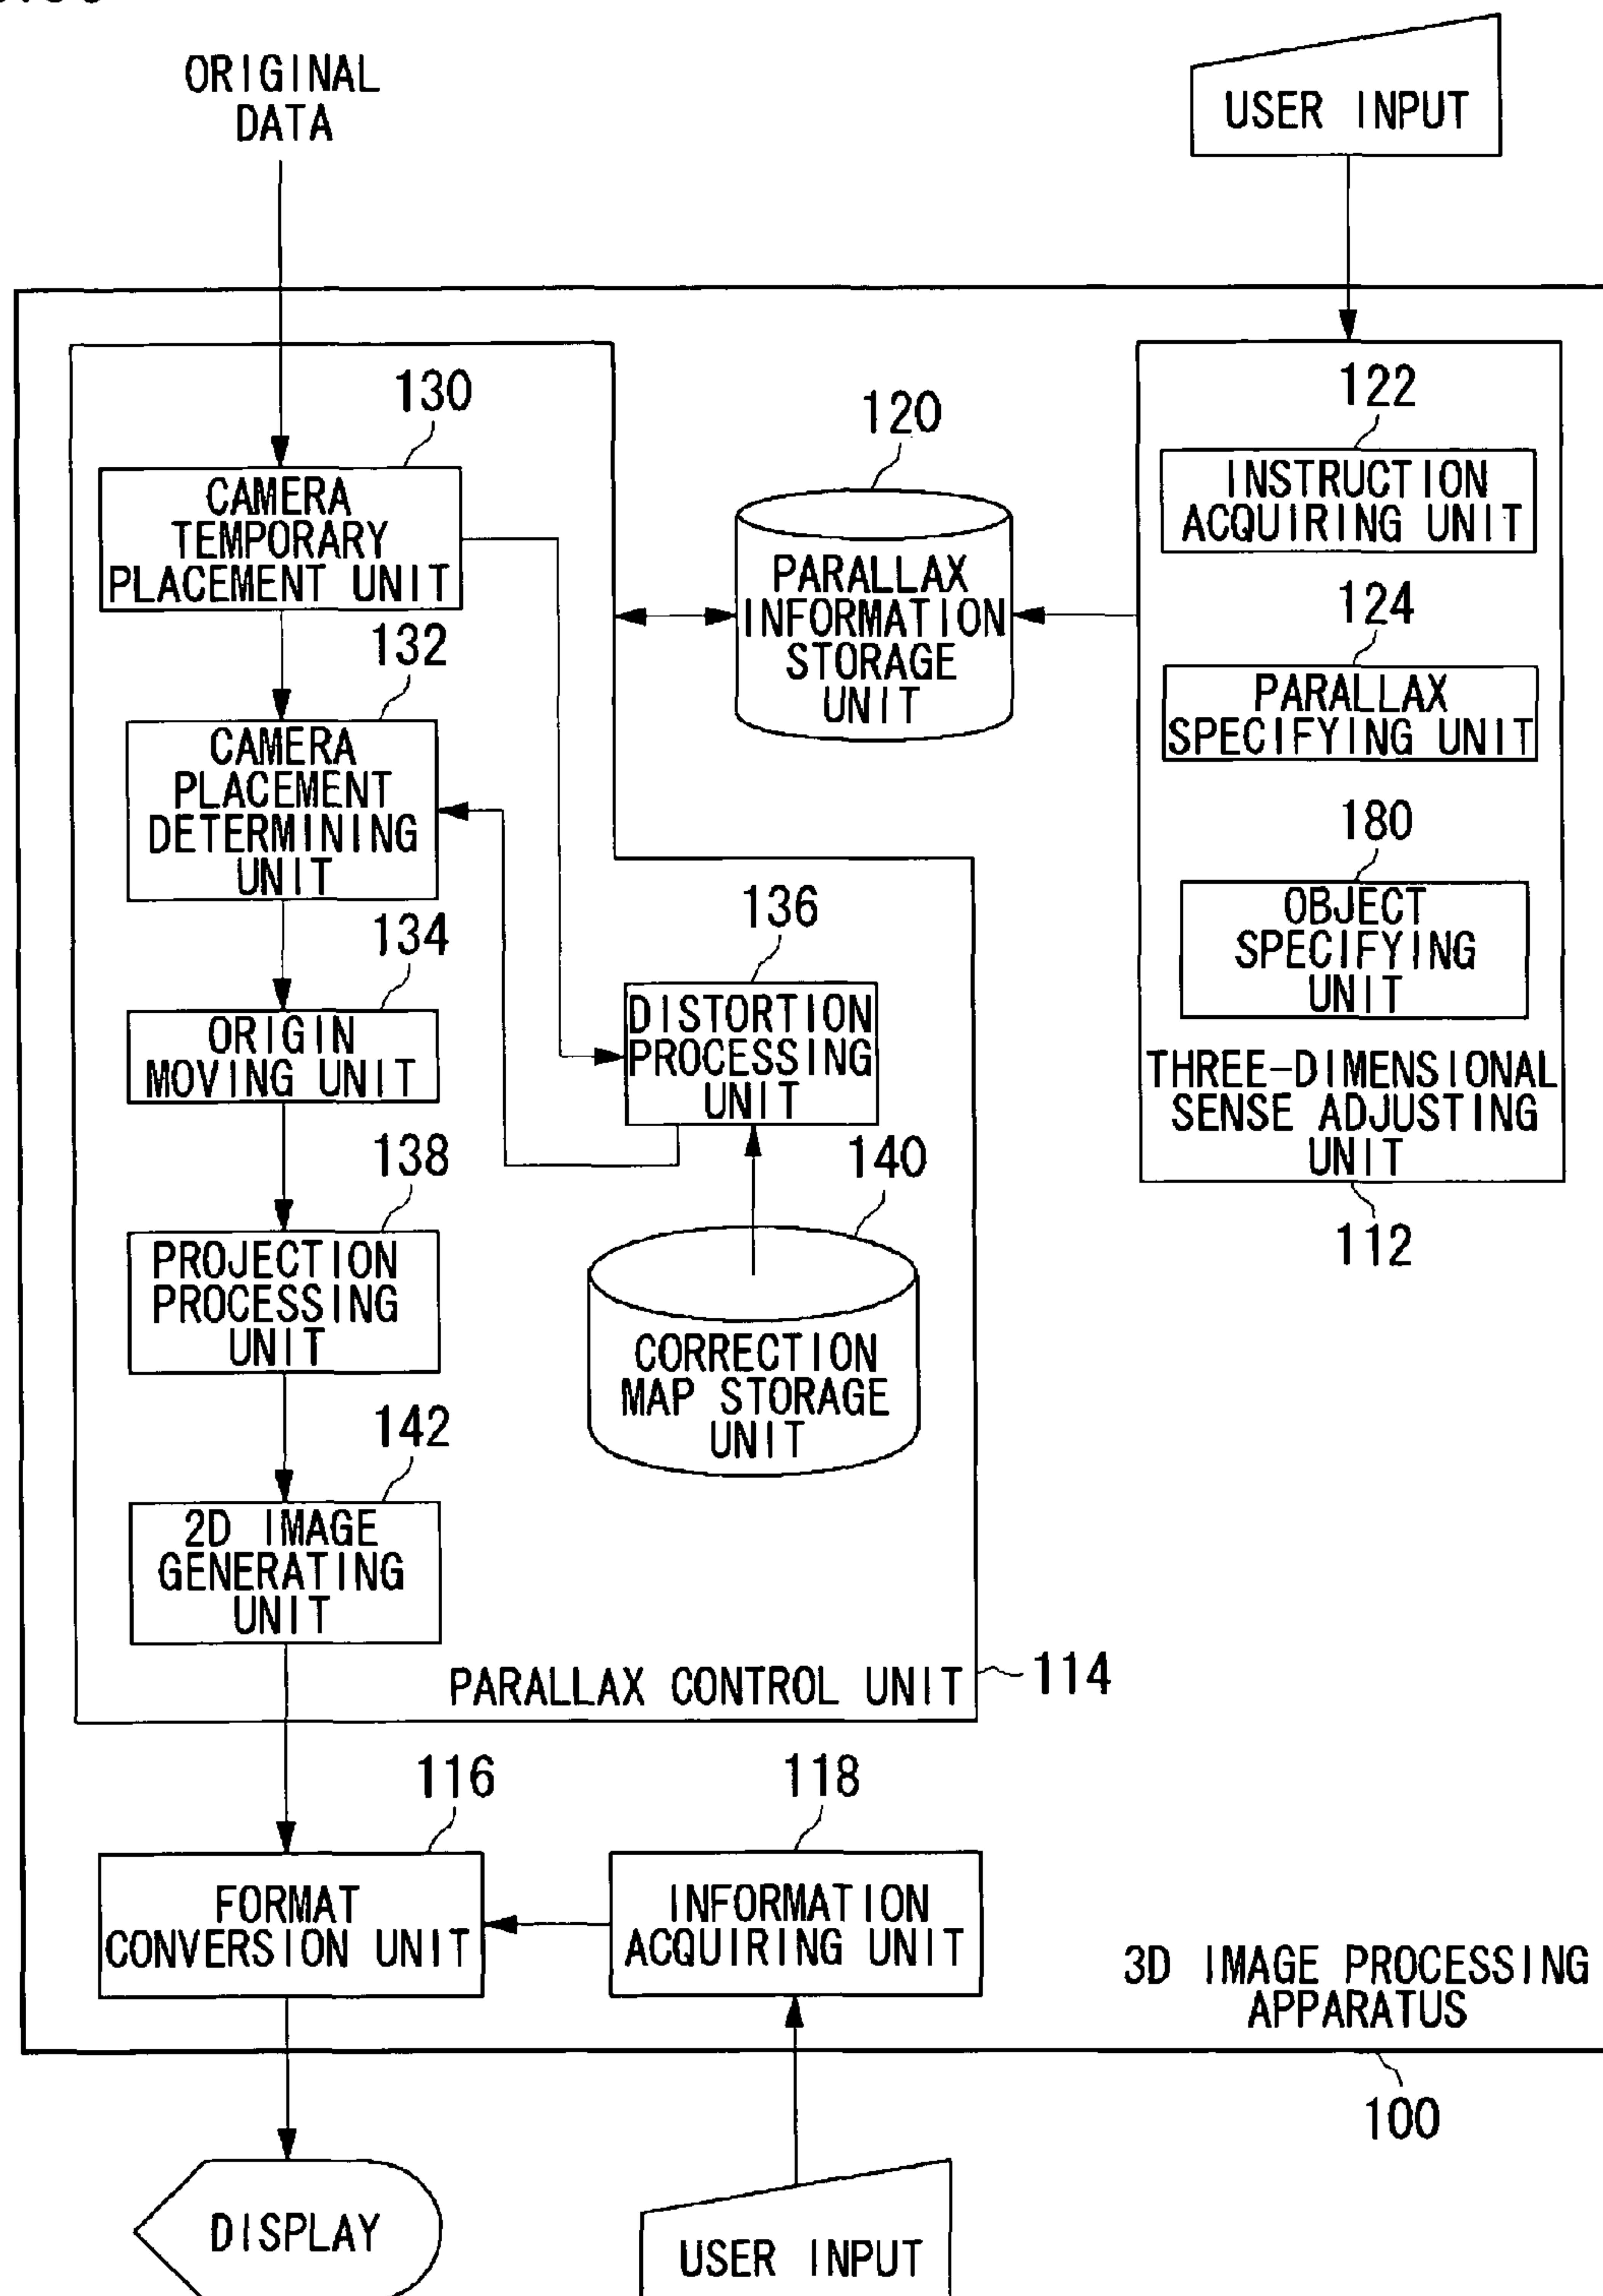 ORIGINAL
DATA
USER INPUT
130
CAMERA
TEMPORARY
PLACEMENT UNIT
132
CAMERA
PLACEMENT
DETERMINING
UNIT
134
ORIGIN
MOVING UNIT
138
PROJECTION
PROCESSING
UNIT
142
2D IMAGE
GENERATING
UNIT
136
DISTORTION
PROCESSING
UNIT
140
CORRECTION
MAP STORAGE
UNIT
PARALLAX CONTROL UNIT
114
120
PARALLAX
INFORMATION
STORAGE
UNIT
122
INSTRUCTION
ACQUIRING UNIT
124
PARALLAX
SPECIFYING UNIT
180
OBJECT
SPECIFYING
UNIT
THREE-DIMENSIONAL
SENSE ADJUSTING
UNIT
112
116
FORMAT
CONVERSION UNIT
118
INFORMATION
ACQUIRING UNIT
3D IMAGE PROCESSING
APPARATUS
100
DISPLAY
USER INPUT